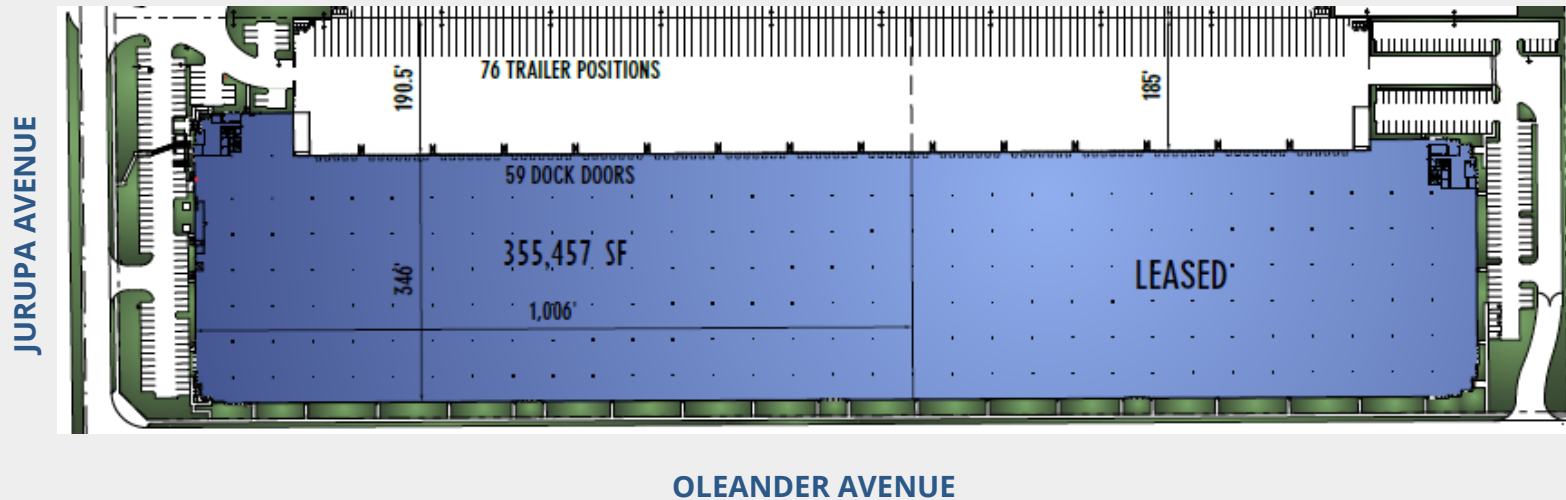 76 TRAILER POSITIONS
190.5'
185'
JURUPA AVENUE
59 DOCK DOORS
355,457 SF
LEASED
346'
1,006'
OLEANDER AVENUE